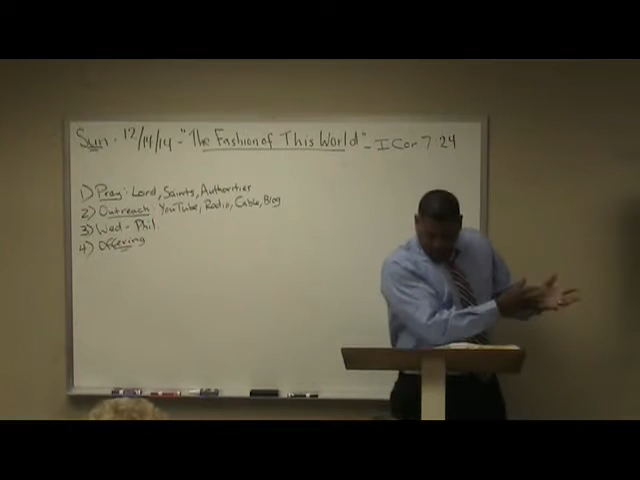 Sun. 12/14/14 - "The Fashion of This World" - I Cor 7:24
1) Pray: Lord, Saints, Authorities
2) Outreach: YouTube, Radio, Cable, Blog
3) Wed - Phil.
4) Offering